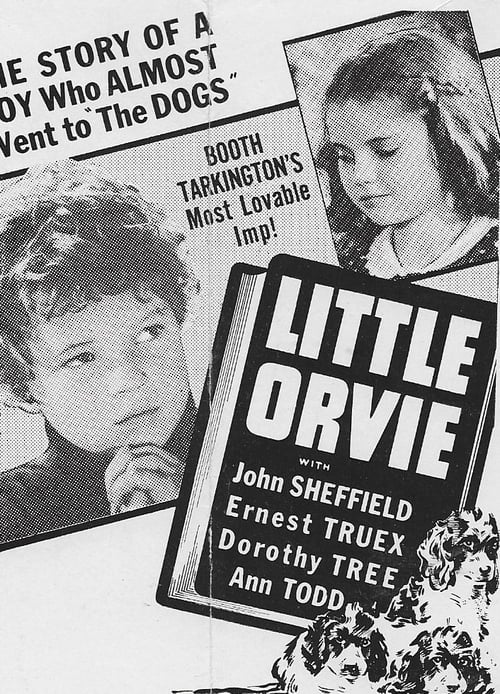 HE STORY OF A
OY Who ALMOST
Went to "The DOGS"
BOOTH
TARKINGTON'S
Most Lovable
Imp!
LITTLE
ORVIE
WITH
John SHEFFIELD
Ernest TRUEX
Dorothy TREE
Ann TODD